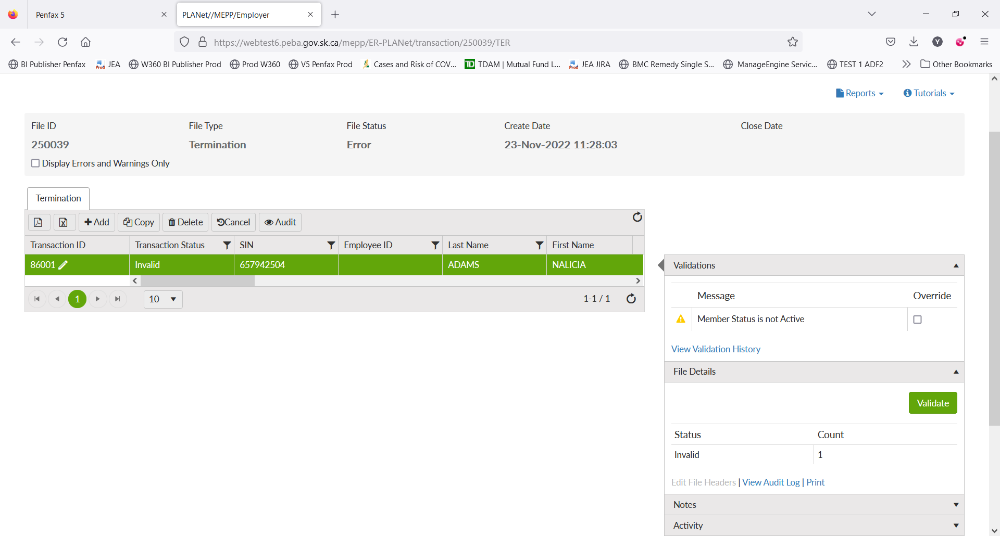 Penfax 5
PLANet//MEPP/Employer
https://webtest6.peba.gov.sk.ca/mepp/ER-PLANet/transaction/250039/TER
Y
BI Publisher Penfax
Prod JEA
W360 BI Publisher Prod
Prod W360
V5 Penfax Prod
Cases and Risk of COV...
TD TDAM | Mutual Fund L...
Prod JEA JIRA
BMC Remedy Single S...
ManageEngine Servic...
TEST 1 ADF2
Other Bookmarks
Reports
Tutorials
File ID File Type File Status Create Date Close Date
250039 Termination Error 23-Nov-2022 11:28:03
Display Errors and Warnings Only
Termination
Add Copy Delete Cancel Audit
Transaction ID Transaction Status SIN Employee ID Last Name First Name
86001 Invalid 657942504 ADAMS NALICIA
1 10 1-1 / 1
Validations
Message Override
Member Status is not Active
View Validation History
File Details
Validate
Status Count
Invalid 1
Edit File Headers | View Audit Log | Print
Notes
Activity